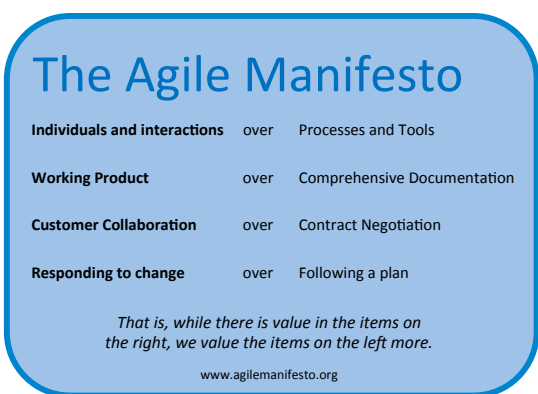 The Agile Manifesto
Individuals and interactions over Processes and Tools
Working Product over Comprehensive Documentation
Customer Collaboration over Contract Negotiation
Responding to change over Following a plan
That is, while there is value in the items on
the right, we value the items on the left more.
www.agilemanifesto.org